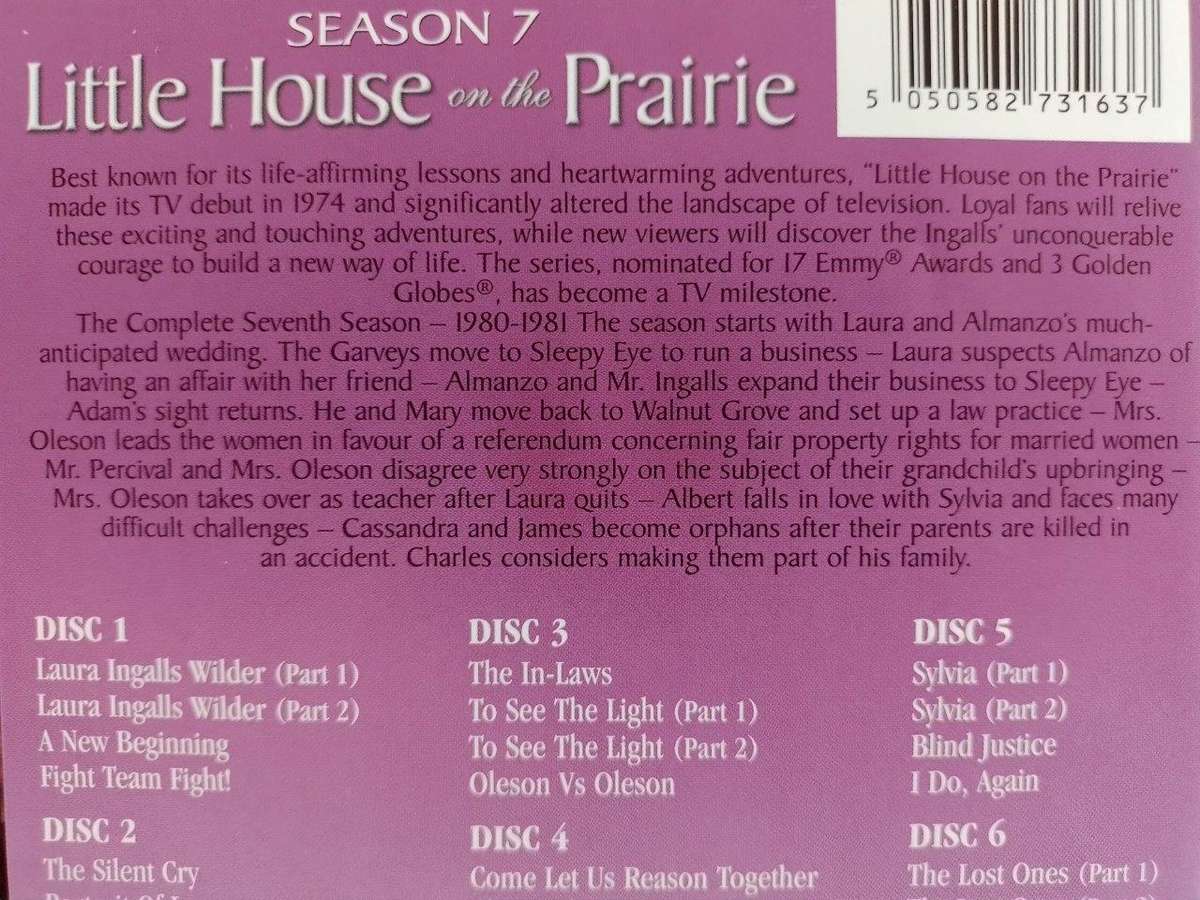 SEASON 7
Little House on the Prairie
5 050582 731637
Best known for its life-affirming lessons and heartwarming adventures, "Little House on the Prairie"
made its TV debut in 1974 and significantly altered the landscape of television. Loyal fans will relive
these exciting and touching adventures, while new viewers will discover the Ingalls' unconquerable
courage to build a new way of life. The series, nominated for 17 Emmy® Awards and 3 Golden
Globes®, has become a TV milestone.
The Complete Seventh Season – 1980-1981 The season starts with Laura and Almanzo's much-
anticipated wedding. The Garveys move to Sleepy Eye to run a business – Laura suspects Almanzo of
having an affair with her friend – Almanzo and Mr. Ingalls expand their business to Sleepy Eye –
Adam's sight returns. He and Mary move back to Walnut Grove and set up a law practice – Mrs.
Oleson leads the women in favour of a referendum concerning fair property rights for married women –
Mr. Percival and Mrs. Oleson disagree very strongly on the subject of their grandchild's upbringing –
Mrs. Oleson takes over as teacher after Laura quits – Albert falls in love with Sylvia and faces many
difficult challenges – Cassandra and James become orphans after their parents are killed in
an accident. Charles considers making them part of his family.
DISC 1
Laura Ingalls Wilder (Part 1)
Laura Ingalls Wilder (Part 2)
A New Beginning
Fight Team Fight!
DISC 2
The Silent Cry
DISC 3
The In-Laws
To See The Light (Part 1)
To See The Light (Part 2)
Oleson Vs Oleson
DISC 4
Come Let Us Reason Together
DISC 5
Sylvia (Part 1)
Sylvia (Part 2)
Blind Justice
I Do, Again
DISC 6
The Lost Ones (Part 1)